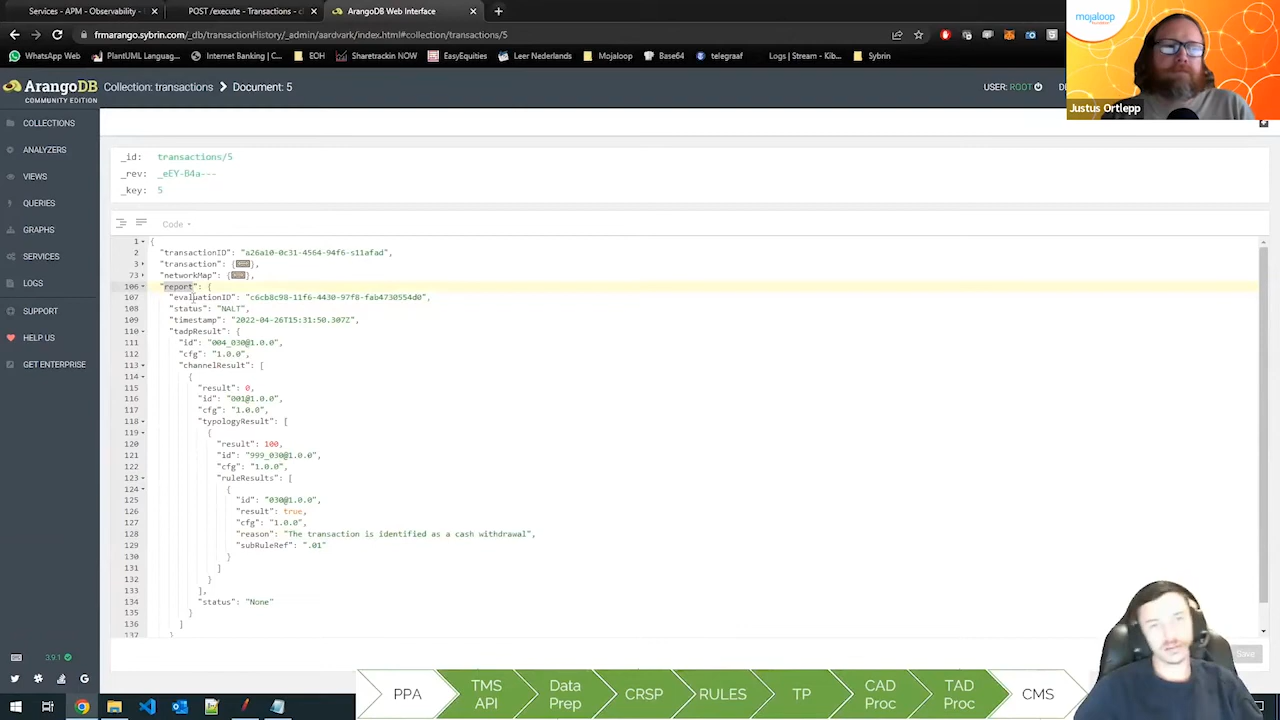 Services - APM - Observability
POST /execute - Transactions -
ArangoDB Web Interface
frmarango.sybrin.com/_db/transactionHistory/_admin/aardvark/index.html#collection/transactions/5
WhatsApp Web
PlantUML Languag...
Internet Banking | C...
EOH
Sharetrackin NOW
EasyEquities
Leer Nederlands
Mojaloop
Base64
telegraaf
Logs | Stream - Kib...
Sybrin
mojaloop
Justus Ortlepp
ArangoDB
COMMUNITY EDITION
Collection: transactions
Document: 5
USER: ROOT
COLLECTIONS
ANALYZERS
VIEWS
QUERIES
GRAPHS
SERVICES
LOGS
SUPPORT
HELP US
GET ENTERPRISE
3.9.1
_id: transactions/5
_rev: _eEY-B4a---
_key: 5
Code
1 {
2 "transactionID": "a26a10-0c31-4564-94f6-s11afad",
3 "transaction": {
73 "networkMap": {
106 "report": {
107 "evaluationID": "c6cb8c98-11f6-4430-97f8-fab4730554d0",
108 "status": "NALT",
109 "timestamp": "2022-04-26T15:31:50.307Z",
110 "tadpResult": {
111 "id": "004_030@1.0.0",
112 "cfg": "1.0.0",
113 "channelResult": [
114 {
115 "result": 0,
116 "id": "001@1.0.0",
117 "cfg": "1.0.0",
118 "typologyResult": [
119 {
120 "result": 100,
121 "id": "999_030@1.0.0",
122 "cfg": "1.0.0",
123 "ruleResults": [
124 {
125 "id": "030@1.0.0",
126 "result": true,
127 "cfg": "1.0.0",
128 "reason": "The transaction is identified as a cash withdrawal",
129 "subRuleRef": ".01"
130 }
131 ]
132 }
133 ],
134 "status": "None"
135 }
136 ]
137 }
Save
PPA
TMS API
Data Prep
CRSP
RULES
TP
CAD Proc
TAD Proc
CMS